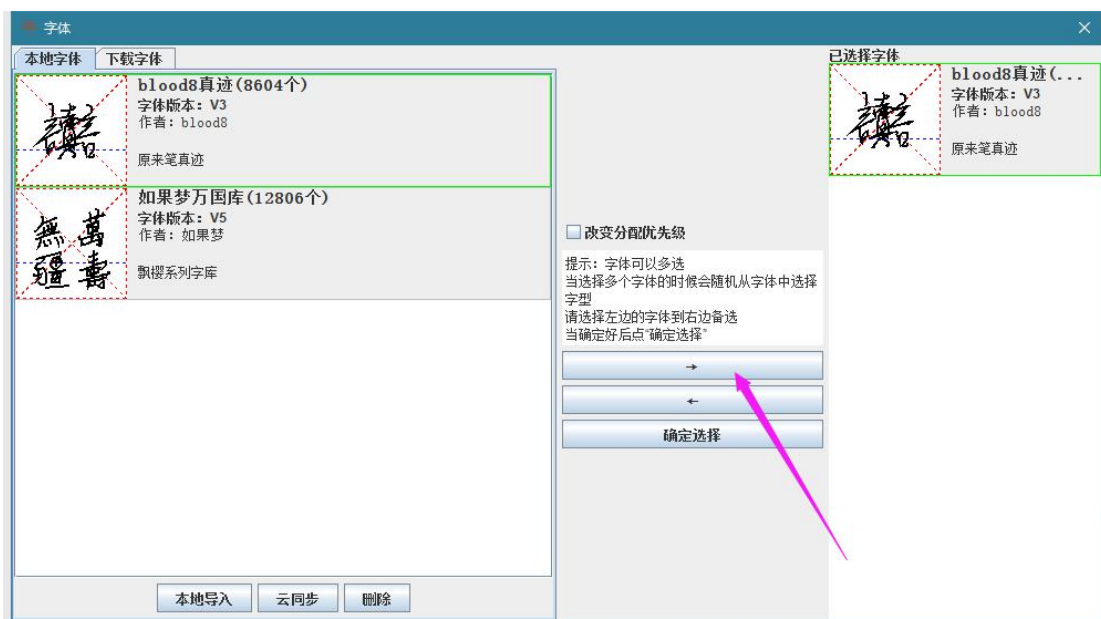 字体
本地字体 下载字体
blood8真迹(8604个)
字体版本：V3
作者：blood8
原来笔真迹
無萬
疆壽
如果梦万国库(12806个)
字体版本：V5
作者：如果梦
飘樱系列字库
改变分配优先级
提示：字体可以多选
当选择多个字体的时候会随机从字体中选择
字型
请选择左边的字体到右边备选
当确定好后点"确定选择"
→
←
确定选择
已选择字体
blood8真迹(...
字体版本：V3
作者：blood8
原来笔真迹
本地导入 云同步 删除